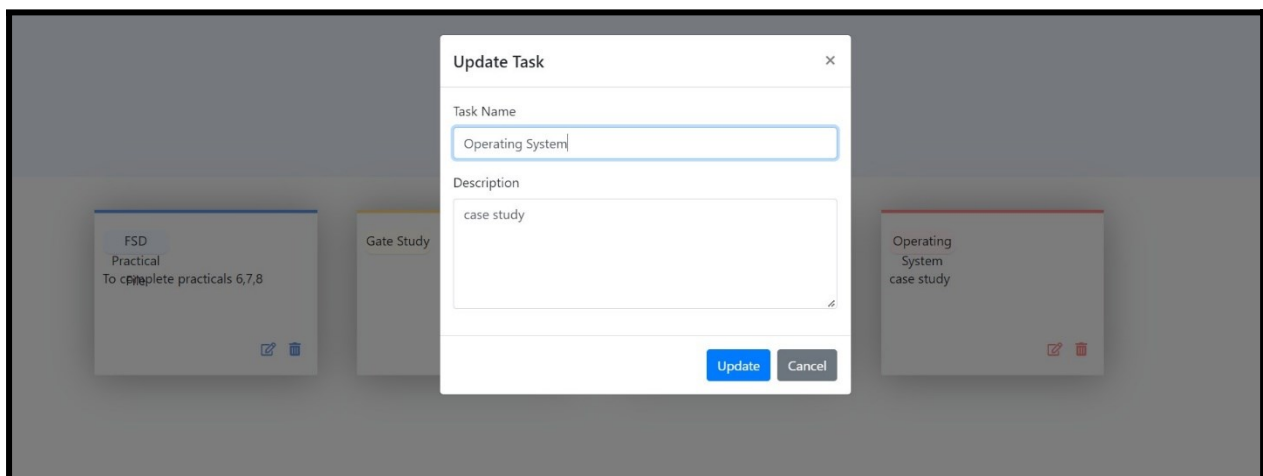 Update Task
×
Task Name
Operating System
Description
case study
Update
Cancel
FSD
Practical
File
To complete practicals 6,7,8
Gate Study
Operating
System
case study